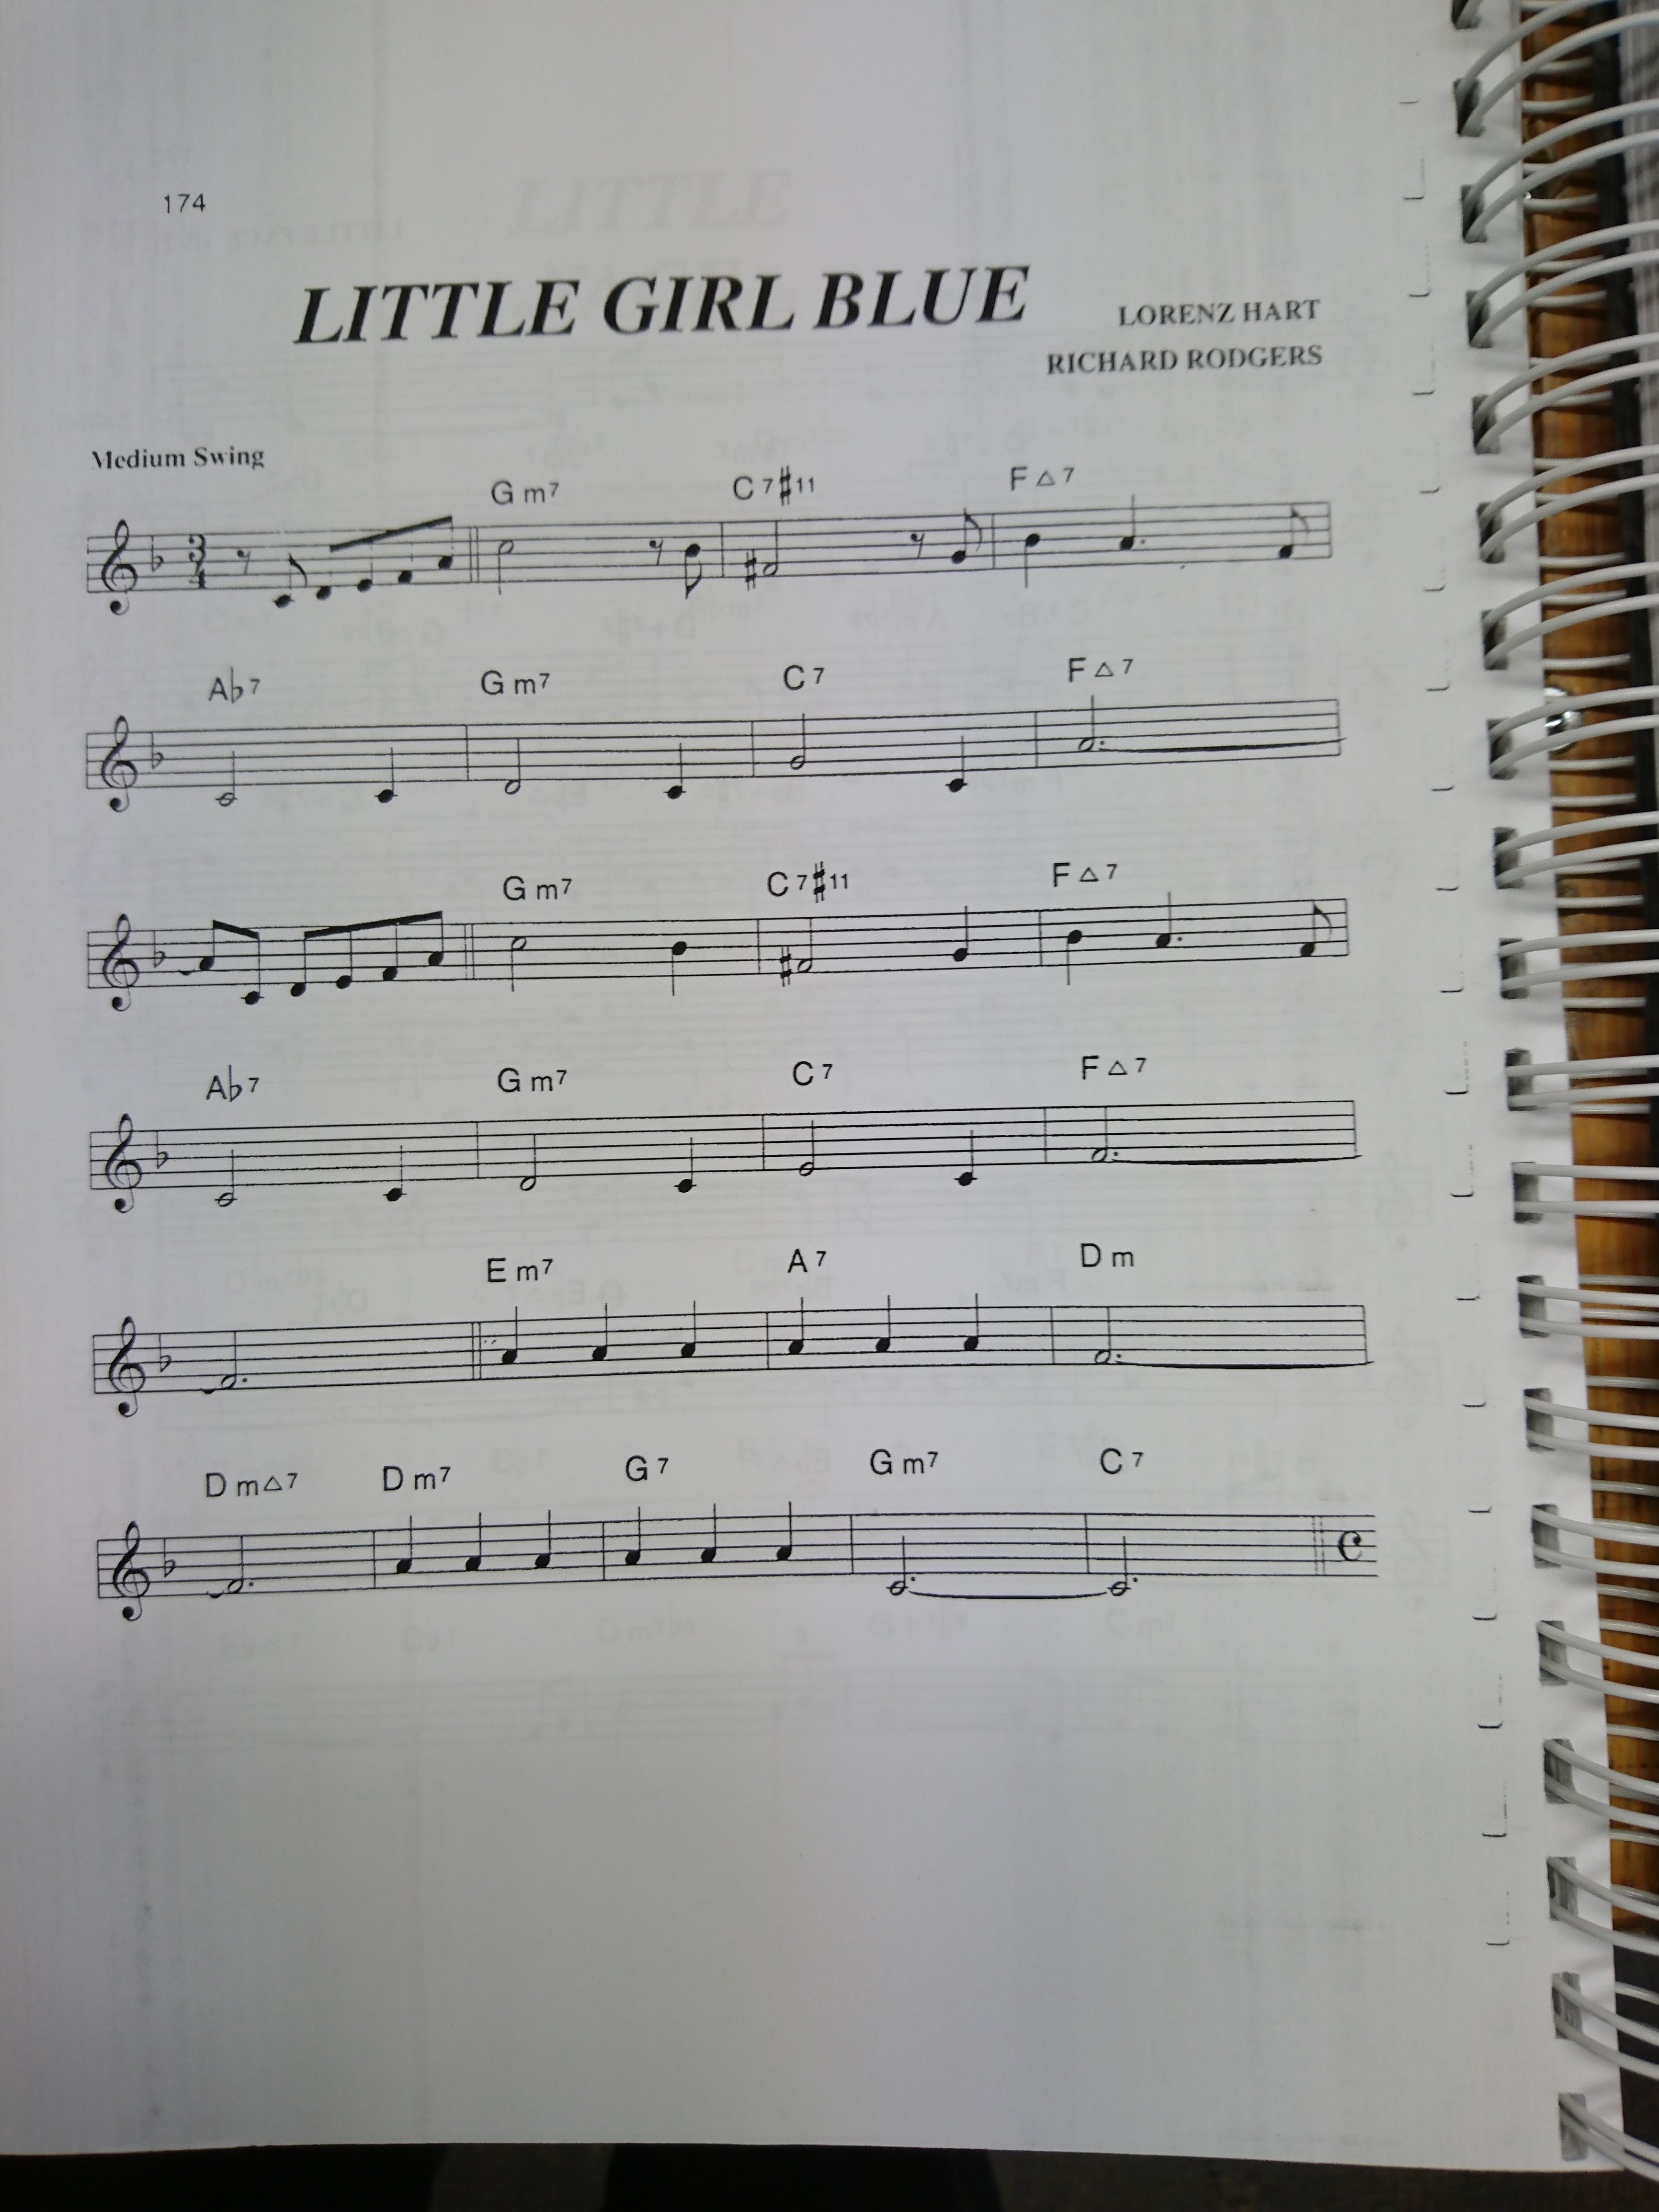 174
LITTLE GIRL BLUE
LORENZ HART
RICHARD RODGERS
Medium Swing
G m7 C 7♯11 F △ 7
3
4
A♭7 G m7 C 7 F △ 7
G m7 C 7♯11 F △ 7
A♭7 G m7 C 7 F △ 7
E m7 A 7 D m
D m△7 D m7 G 7 G m7 C 7